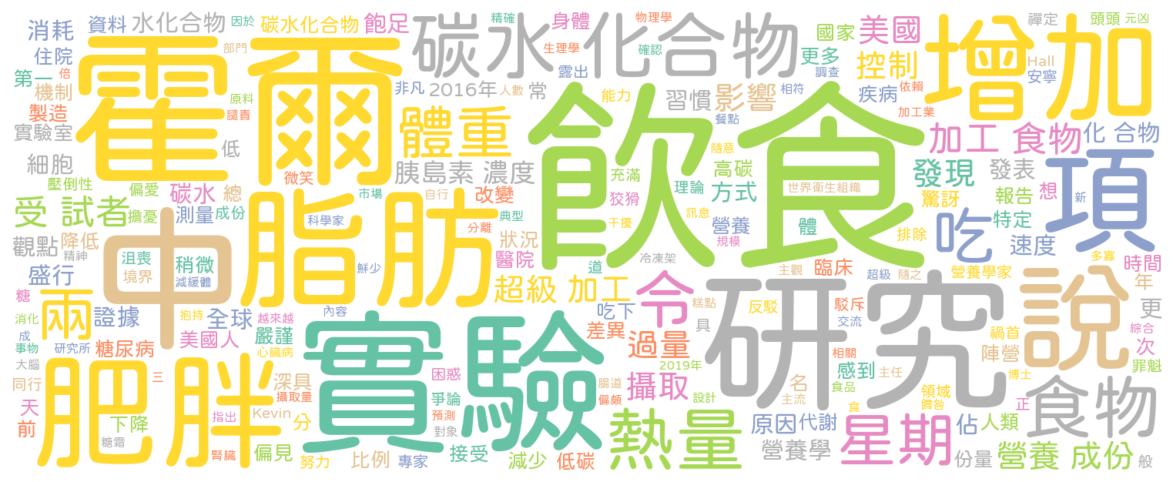 消耗
資料
水化合物
因於
碳水化合物
飽足
碳水化合物
精確
身體
物理學
國家
美國
增加
禪定
頭頭
元凶
住院
部門
霍爾
生理學
確認
更多
控制
Hall
安寧
第一
倍
機制
露出
調查
非凡
2016年
人數
常
能力
習慣
影響
相符
疾病
依賴
製造
原料
譴責
餐點
加工業
實驗室
低
體重
飲食
隨意
加工 食物
化 合物
細胞
微笑
胰島素 濃度
充滿
理論
高碳
方式
發現
發表
項
壓倒性
偏愛
碳水
總
市場
自行
改變
狡猾
世界衛生組織
驚訝
報告
想
新
受 試者
擔憂
測量
成份
科學家
脂肪
典型
分離
干擾
訊息
營養
規模
體
排除
吃
特定
速度
觀點
降低
精神
中
沮喪
境界
稍微
減緩體
鮮少
狀況
醫院
道
冷凍架
主觀
臨床
超級
隨之
營養學家
多寡
時間
盛行
糖
消化
抱持
兩
證據
越來越
全球
內容
超級 加工
吃下
令
糕點
具
研究
反駁
駁斥
交流
說
年
更
綜合
成
事物
研究所
糖尿病
美國人
心臟病
嚴謹
實驗
差異
過量
2019年
相關
主任
禍首
陣營
博士
次
罪魁
大腦
同行
肥胖
三
深具
攝取量
困惑
爭論
預測
腸道
偏頗
攝取
設計
名
主流
感到
食品
領域
歸咎
正
食物
天
前
下降
糖霜
指出
Kevin
分
對象
熱量
原因
代謝
食
星期
佔
人類
腎臟
偏見
努力
比例
專家
接受
減少
低碳
營養學
份量
營養 成份
般